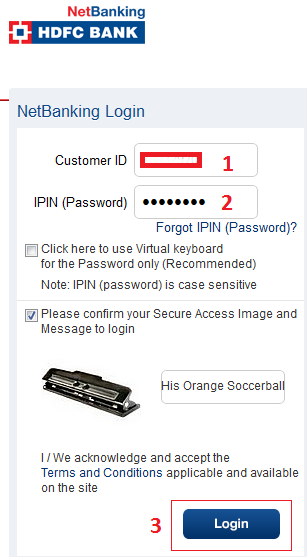 NetBanking
HDFC BANK
NetBanking Login
Customer ID
1
IPIN (Password)
2
Forgot IPIN (Password)?
Click here to use Virtual keyboard
for the Password only (Recommended)
Note: IPIN (password) is case sensitive
Please confirm your Secure Access Image and
Message to login
His Orange Soccerball
I / We acknowledge and accept the
Terms and Conditions applicable and available
on the site
3 Login